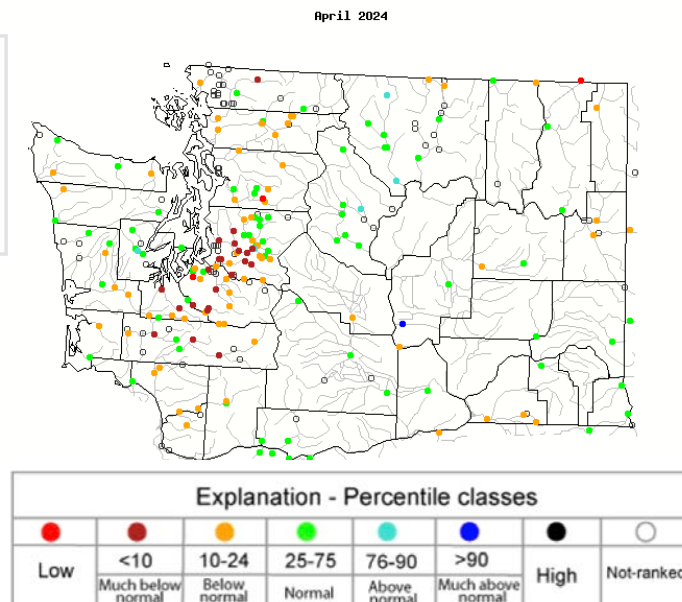 April 2024
Explanation - Percentile classes
Low
<10
10-24
25-75
76-90
>90
High
Not-ranked
Much below normal
Below normal
Normal
Above normal
Much above normal